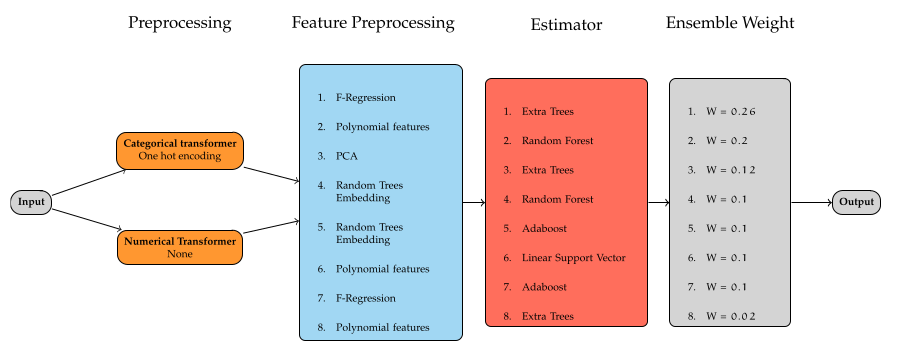 Preprocessing
Feature Preprocessing
Estimator
Ensemble Weight
Input
Categorical transformer
One hot encoding
Numerical Transformer
None
1. F-Regression
2. Polynomial features
3. PCA
4. Random Trees
Embedding
5. Random Trees
Embedding
6. Polynomial features
7. F-Regression
8. Polynomial features
1. Extra Trees
2. Random Forest
3. Extra Trees
4. Random Forest
5. Adaboost
6. Linear Support Vector
7. Adaboost
8. Extra Trees
1. W = 0.26
2. W = 0.2
3. W = 0.12
4. W = 0.1
5. W = 0.1
6. W = 0.1
7. W = 0.1
8. W = 0.02
Output